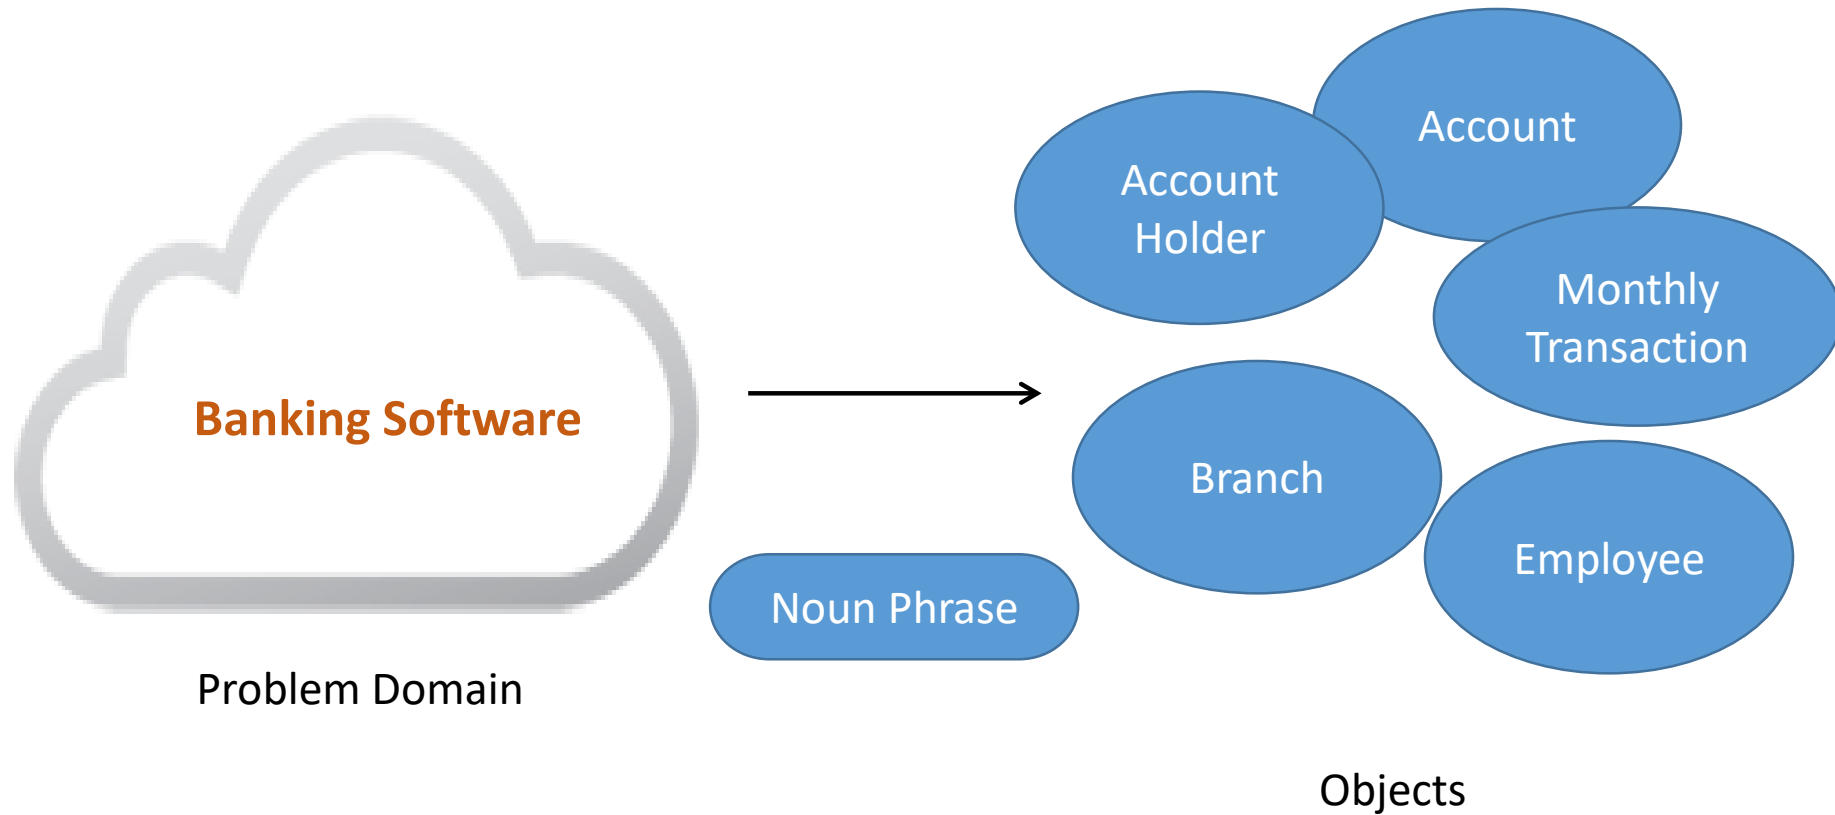 Banking Software
Problem Domain
Noun Phrase
Account
Holder
Account
Monthly
Transaction
Branch
Employee
Objects